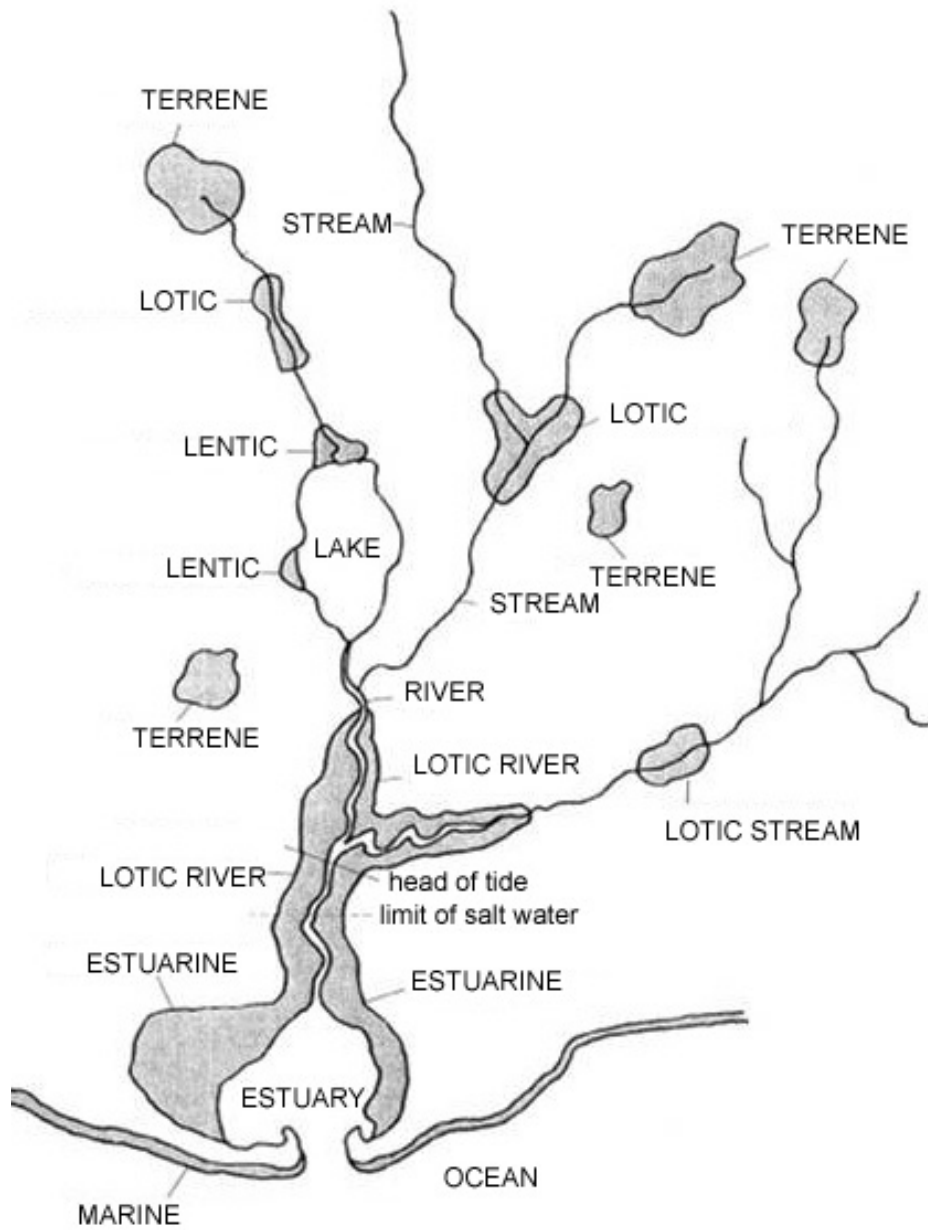 TERRENE
STREAM
TERRENE
LOTIC
LOTIC
LENTIC
LAKE
LENTIC
TERRENE
STREAM
RIVER
TERRENE
LOTIC RIVER
LOTIC STREAM
LOTIC RIVER
head of tide
limit of salt water
ESTUARINE
ESTUARINE
ESTUARY
OCEAN
MARINE